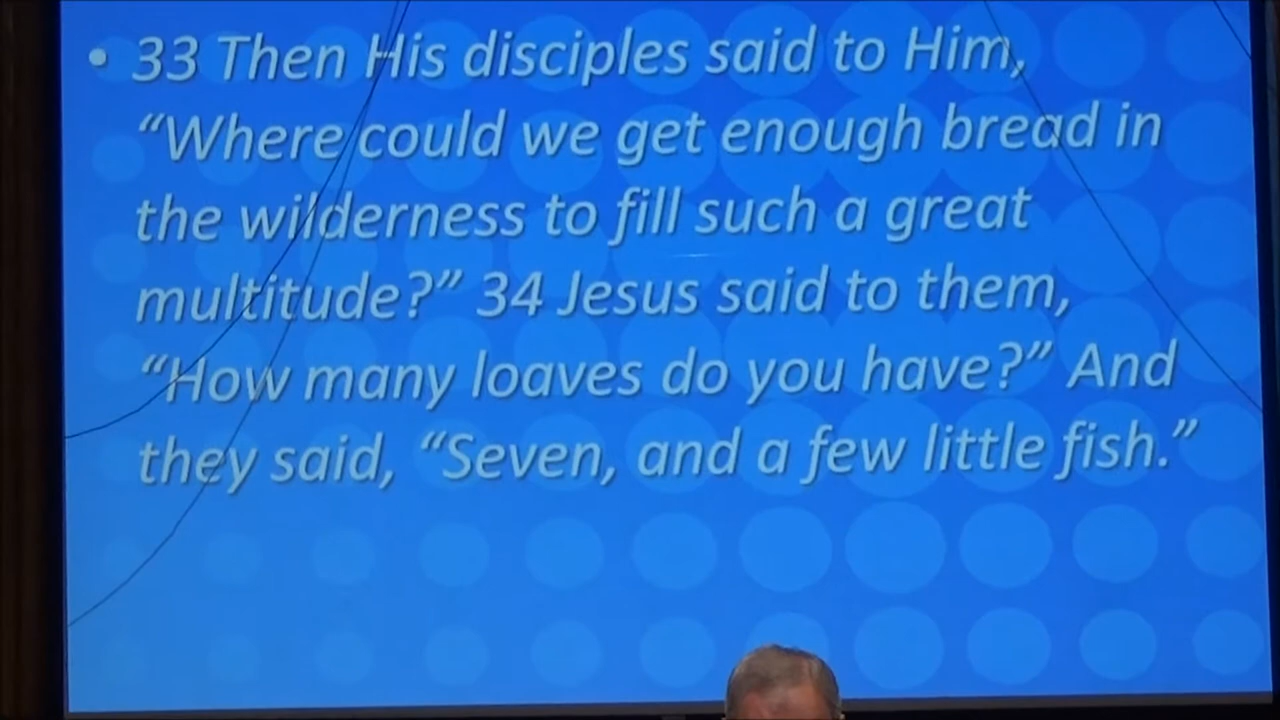 • 33 Then His disciples said to Him,
“Where could we get enough bread in
the wilderness to fill such a great
multitude?” 34 Jesus said to them,
“How many loaves do you have?” And
they said, “Seven, and a few little fish.”